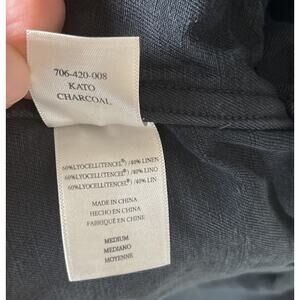 706-420-008
KATO
CHARCOAL
60%LYOCELL(TENCEL®)/40% LINEN
60%LYOCELL(TENCEL®)/40% LINO
60%LYOCELL(TENCEL®)/40% LIN
MADE IN CHINA
HECHO EN CHINA
FABRIQUÉ EN CHINE
MEDIUM
MEDIANO
MOYENNE